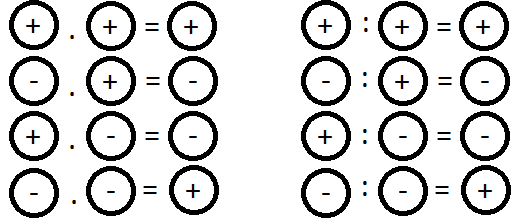 + . + = + + : + = +
- . + = - - : + = -
+ . - = - + : - = -
- . - = + - : - = +